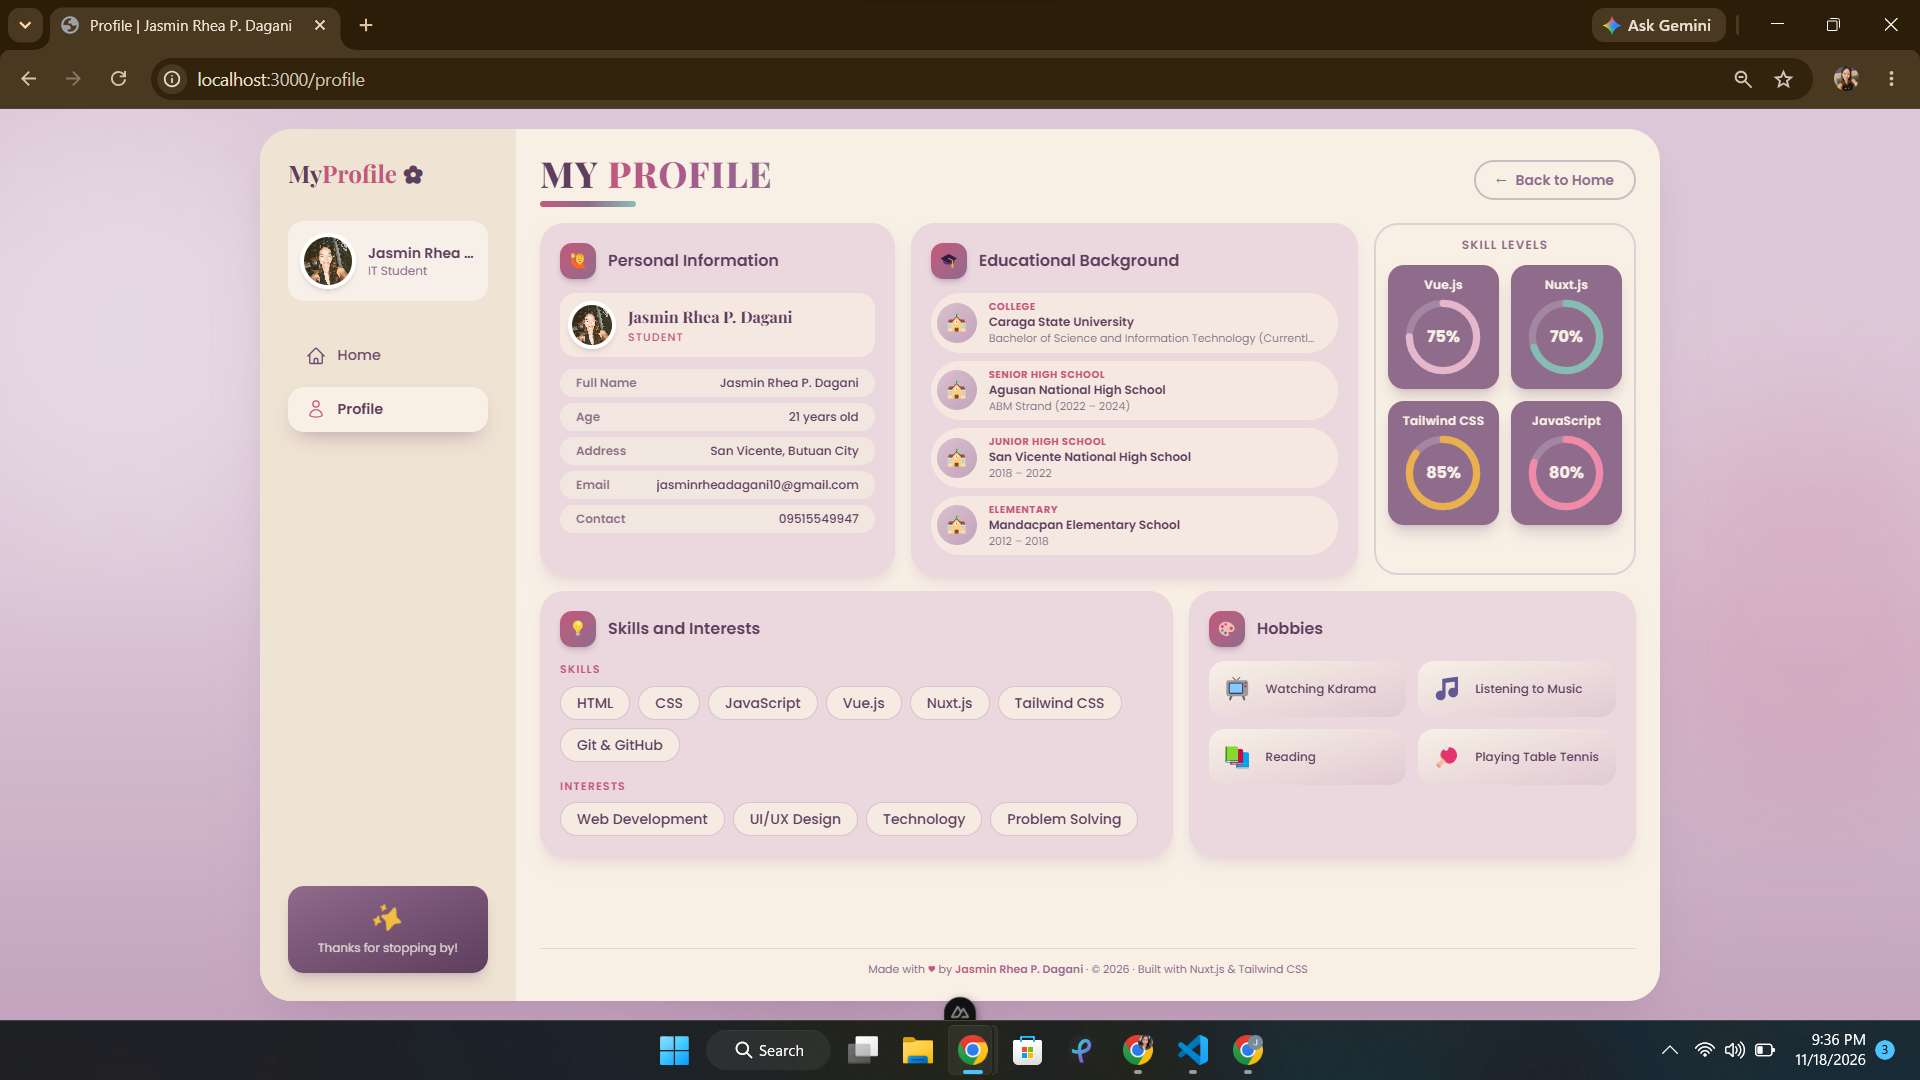 Profile | Jasmin Rhea P. Dagani
Ask Gemini
localhost:3000/profile
MyProfile
Jasmin Rhea ...
IT Student
Home
Profile
Thanks for stopping by!
MY PROFILE
← Back to Home
Personal Information
Jasmin Rhea P. Dagani
STUDENT
Full Name Jasmin Rhea P. Dagani
Age 21 years old
Address San Vicente, Butuan City
Email jasminrheadagani10@gmail.com
Contact 09515549947
Educational Background
COLLEGE
Caraga State University
Bachelor of Science and Information Technology (Currentl...
SENIOR HIGH SCHOOL
Agusan National High School
ABM Strand (2022 – 2024)
JUNIOR HIGH SCHOOL
San Vicente National High School
2018 – 2022
ELEMENTARY
Mandacpan Elementary School
2012 – 2018
SKILL LEVELS
Vue.js
75%
Nuxt.js
70%
Tailwind CSS
85%
JavaScript
80%
Skills and Interests
SKILLS
HTML CSS JavaScript Vue.js Nuxt.js Tailwind CSS
Git & GitHub
INTERESTS
Web Development UI/UX Design Technology Problem Solving
Hobbies
Watching Kdrama
Listening to Music
Reading
Playing Table Tennis
Made with ♥ by Jasmin Rhea P. Dagani · © 2026 · Built with Nuxt.js & Tailwind CSS
Search
9:36 PM
11/18/2026
3